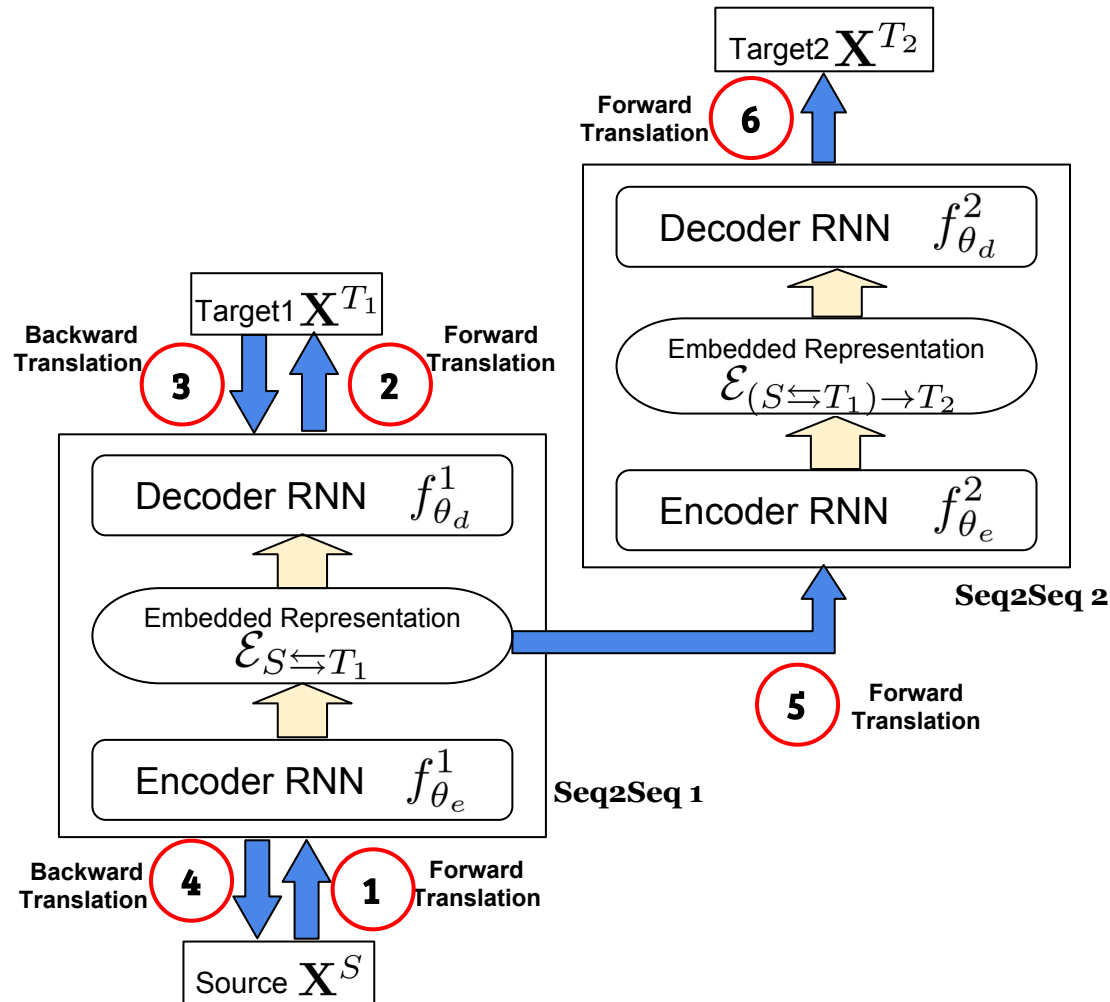 Target2 X^{T_2}
Forward
Translation
6
Decoder RNN f^2_{θ_d}
Embedded Representation
ℰ_{(S⇆T_1)→T_2}
Encoder RNN f^2_{θ_e}
Seq2Seq 2
5
Forward
Translation
Target1 X^{T_1}
Backward
Translation
3
2
Forward
Translation
Decoder RNN f^1_{θ_d}
Embedded Representation
ℰ_{S⇆T_1}
Encoder RNN f^1_{θ_e}
Seq2Seq 1
Backward
Translation
4
1
Forward
Translation
Source X^S